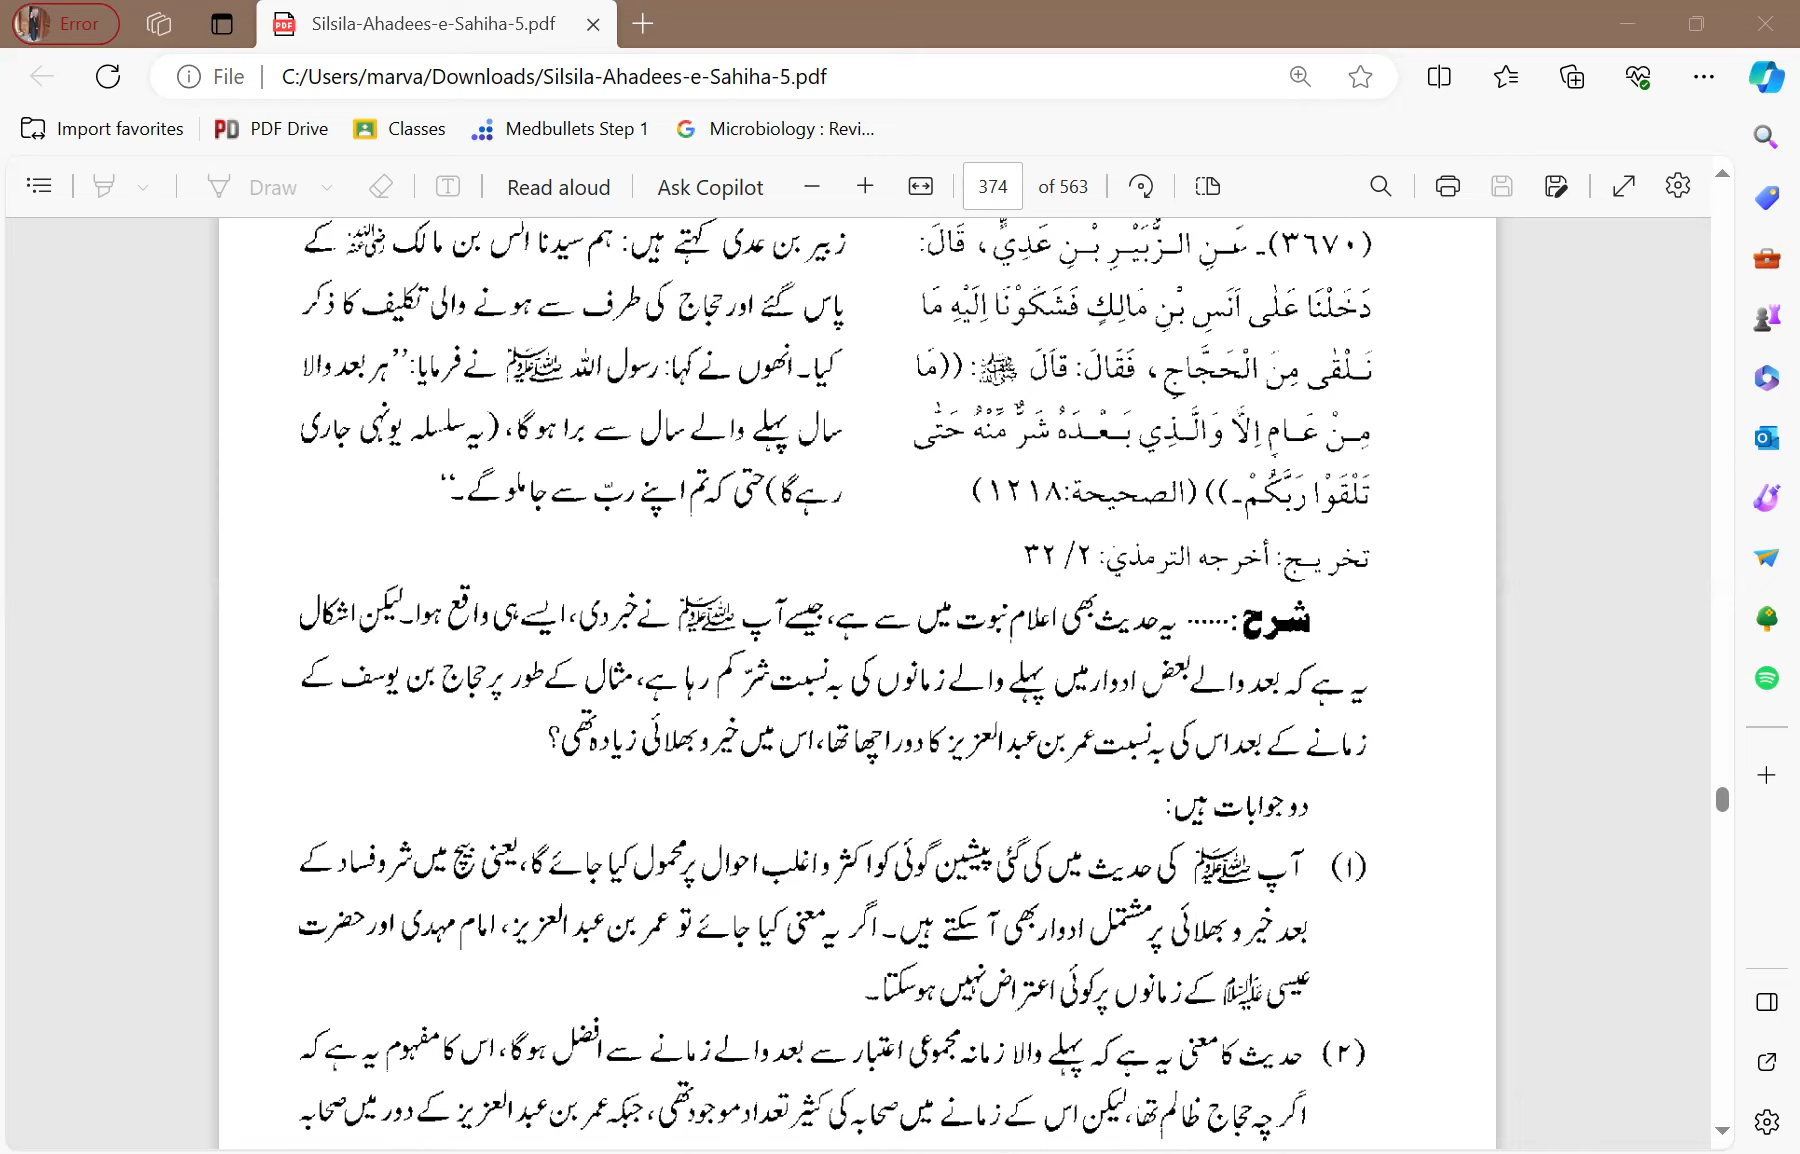 Error
Silsila-Ahadees-e-Sahiha-5.pdf
File
C:/Users/marva/Downloads/Silsila-Ahadees-e-Sahiha-5.pdf
Import favorites
PDF Drive
Classes
Medbullets Step 1
Microbiology : Revi...
Draw
Read aloud
Ask Copilot
374
of 563
(٣٦٧٠)۔ عَنِ الزُّبَيْرِ بْنِ عَدِيٍّ، قَالَ:
دَخَلْنَا عَلٰى أَنَسِ بْنِ مَالِكٍ فَشَكَوْنَا إِلَيْهِ مَا
نَلْقٰى مِنَ الْحَجَّاجِ، فَقَالَ: قَالَ ﷺ: ((مَا
مِنْ عَامٍ إِلَّا وَالَّذِي بَعْدَهُ شَرٌّ مِّنْهُ حَتّٰى
تَلْقَوْا رَبَّكُمْ۔)) (الصحيحة:١٢١٨)
زبیر بن عدی کہتے ہیں: ہم سیدنا انس بن مالک رضی اللہ عنہ کے
پاس گئے اور حجاج کی طرف سے ہونے والی تکلیف کا ذکر
کیا۔ انھوں نے کہا: رسول اللہ ﷺ نے فرمایا: ’’ہر بعد والا
سال پہلے والے سال سے برا ہوگا، (یہ سلسلہ یونہی جاری
رہے گا) حتی کہ تم اپنے ربّ سے جا ملو گے۔‘‘
تخريج: أخرجه الترمذي: ٢/ ٣٢
شرح:...... یہ حدیث بھی اعلام نبوت میں سے ہے، جیسے آپ ﷺ نے خبر دی، ایسے ہی واقع ہوا۔ لیکن اشکال
یہ ہے کہ بعد والے بعض ادوار میں پہلے والے زمانوں کی بہ نسبت شرّ کم رہا ہے، مثال کے طور پر حجاج بن یوسف کے
زمانے کے بعد اس کی بہ نسبت عمر بن عبد العزیز کا دور اچھا تھا، اس میں خیر و بھلائی زیادہ تھی؟
دو جوابات ہیں:
(۱) آپ ﷺ کی حدیث میں کی گئی پیشین گوئی کو اکثر و اغلب احوال پر محمول کیا جائے گا، یعنی بیچ میں شر و فساد کے
بعد خیر و بھلائی پر مشتمل ادوار بھی آ سکتے ہیں۔ اگر یہ معنی کیا جائے تو عمر بن عبد العزیز، امام مہدی اور حضرت
عیسی علیہ السلام کے زمانوں پر کوئی اعتراض نہیں ہوسکتا۔
(۲) حدیث کا معنی یہ ہے کہ پہلے والا زمانہ مجموعی اعتبار سے بعد والے زمانے سے افضل ہوگا، اس کا مفہوم یہ ہے کہ
اگر چہ حجاج ظالم تھا، لیکن اس کے زمانے میں صحابہ کی کثیر تعداد موجود تھی، جبکہ عمر بن عبد العزیز کے دور میں صحابہ